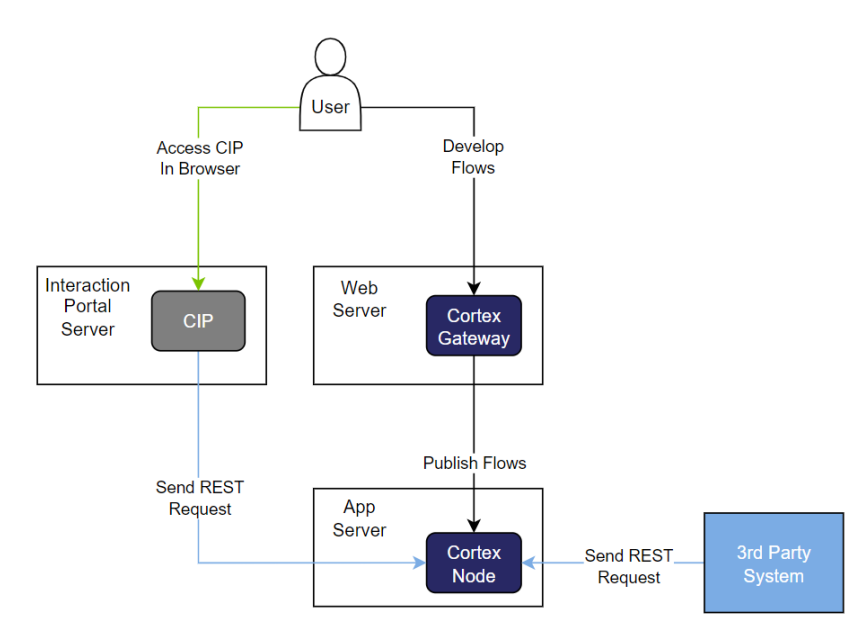 User
Access CIP
In Browser
Develop
Flows
Interaction
Portal
Server
CIP
Web
Server
Cortex
Gateway
Publish Flows
Send REST
Request
App
Server
Cortex
Node
Send REST
Request
3rd Party
System